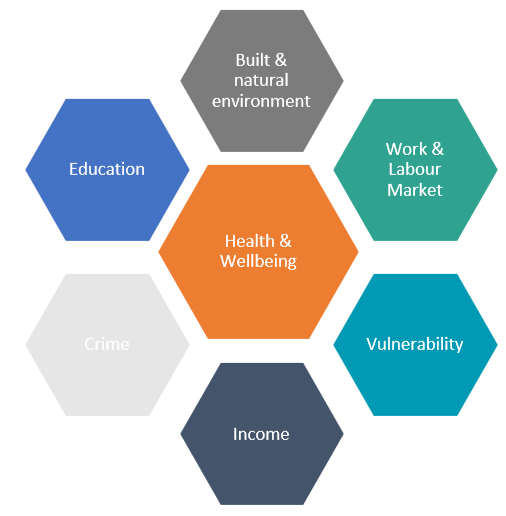 Built &
natural
environment
Education
Work &
Labour
Market
Health &
Wellbeing
Crime
Vulnerability
Income